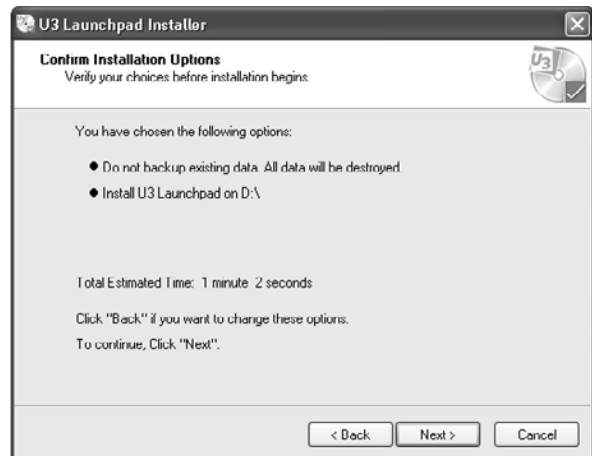 U3 Launchpad Installer
Confirm Installation Options
Verify your choices before installation begins.
U3
You have chosen the following options:
● Do not backup existing data. All data will be destroyed.
● Install U3 Launchpad on D:\
Total Estimated Time: 1 minute 2 seconds
Click "Back" if you want to change these options.
To continue, Click "Next".
< Back
Next >
Cancel